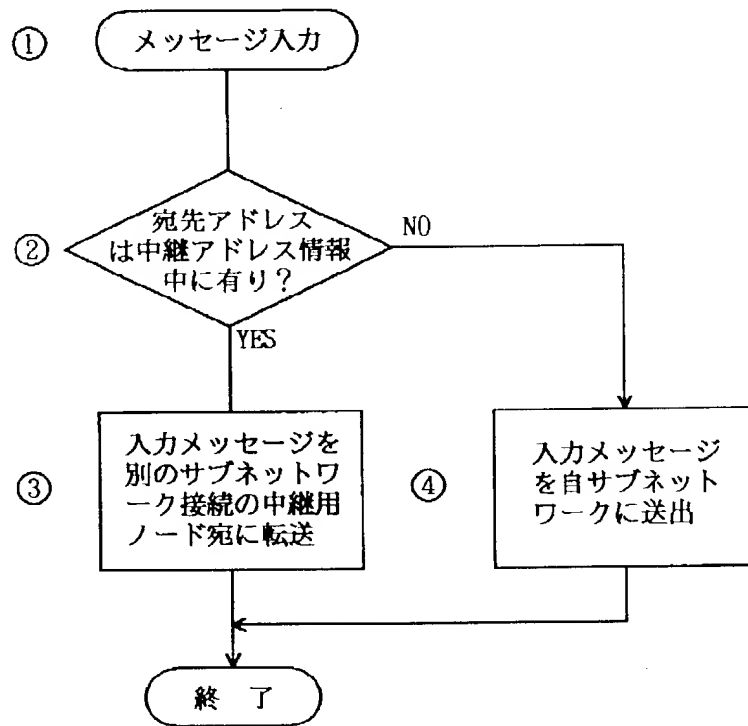 ① メッセージ入力
宛先アドレス
② は中継アドレス情報
中に有り？
NO
YES
入力メッセージを
別のサブネットワ
③ ーク接続の中継用
ノード宛に転送
入力メッセージ
④ を自サブネット
ワークに送出
終 了